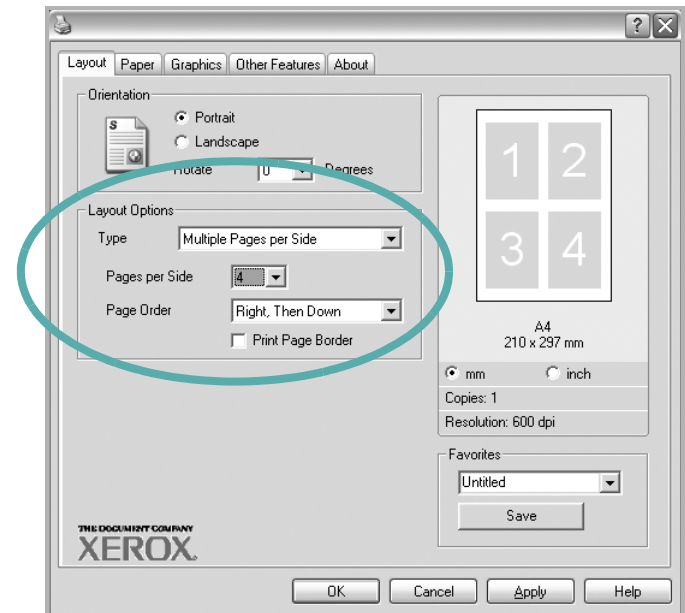 Layout Paper Graphics Other Features About
Orientation
S
Portrait
Landscape
Rotate 0 Degrees
Layout Options
Type Multiple Pages per Side
Pages per Side 4
Page Order Right, Then Down
Print Page Border
1 2
3 4
A4
210 x 297 mm
mm inch
Copies: 1
Resolution: 600 dpi
Favorites
Untitled
Save
THE DOCUMENT COMPANY
XEROX.
OK Cancel Apply Help